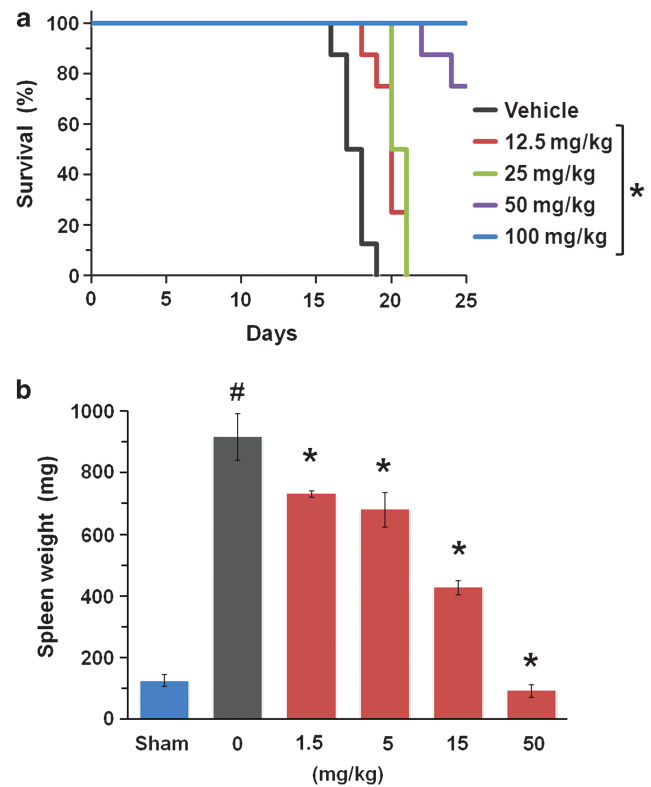 a
100
80
60
40
20
0
Survival (%)
0 5 10 15 20 25
Days
Vehicle
12.5 mg/kg
25 mg/kg
50 mg/kg
100 mg/kg
*
b
1000
800
600
400
200
0
Spleen weight (mg)
#
*
*
*
*
Sham 0 1.5 5 15 50
(mg/kg)